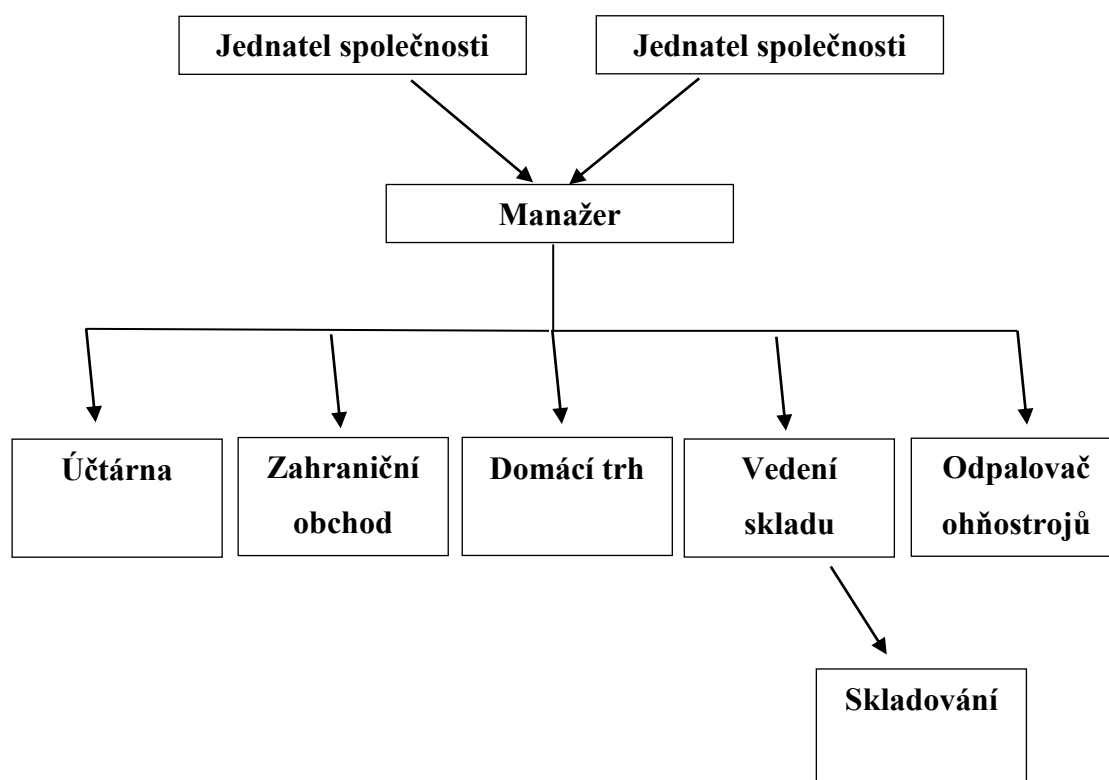 Jednatel společnosti
Jednatel společnosti
Manažer
Účtárna
Zahraniční
obchod
Domácí trh
Vedení
skladu
Odpalovač
ohňostrojů
Skladování